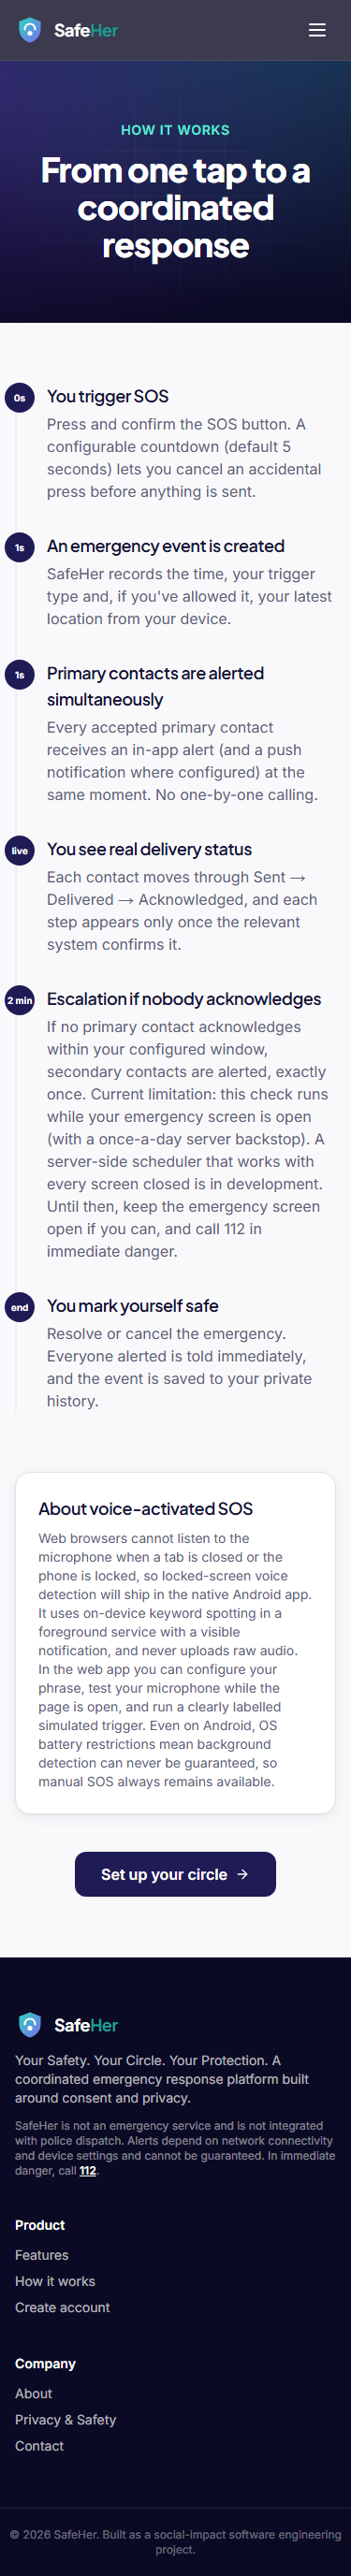 SafeHer
HOW IT WORKS
From one tap to a
coordinated
response
0s
You trigger SOS
Press and confirm the SOS button. A
configurable countdown (default 5
seconds) lets you cancel an accidental
press before anything is sent.
1s
An emergency event is created
SafeHer records the time, your trigger
type and, if you've allowed it, your latest
location from your device.
1s
Primary contacts are alerted
simultaneously
Every accepted primary contact
receives an in-app alert (and a push
notification where configured) at the
same moment. No one-by-one calling.
live
You see real delivery status
Each contact moves through Sent →
Delivered → Acknowledged, and each
step appears only once the relevant
system confirms it.
2 min
Escalation if nobody acknowledges
If no primary contact acknowledges
within your configured window,
secondary contacts are alerted, exactly
once. Current limitation: this check runs
while your emergency screen is open
(with a once-a-day server backstop). A
server-side scheduler that works with
every screen closed is in development.
Until then, keep the emergency screen
open if you can, and call 112 in
immediate danger.
end
You mark yourself safe
Resolve or cancel the emergency.
Everyone alerted is told immediately,
and the event is saved to your private
history.
About voice-activated SOS
Web browsers cannot listen to the
microphone when a tab is closed or the
phone is locked, so locked-screen voice
detection will ship in the native Android app.
It uses on-device keyword spotting in a
foreground service with a visible
notification, and never uploads raw audio.
In the web app you can configure your
phrase, test your microphone while the
page is open, and run a clearly labelled
simulated trigger. Even on Android, OS
battery restrictions mean background
detection can never be guaranteed, so
manual SOS always remains available.
Set up your circle →
SafeHer
Your Safety. Your Circle. Your Protection. A
coordinated emergency response platform built
around consent and privacy.
SafeHer is not an emergency service and is not integrated
with police dispatch. Alerts depend on network connectivity
and device settings and cannot be guaranteed. In immediate
danger, call 112.
Product
Features
How it works
Create account
Company
About
Privacy & Safety
Contact
© 2026 SafeHer. Built as a social-impact software engineering
project.